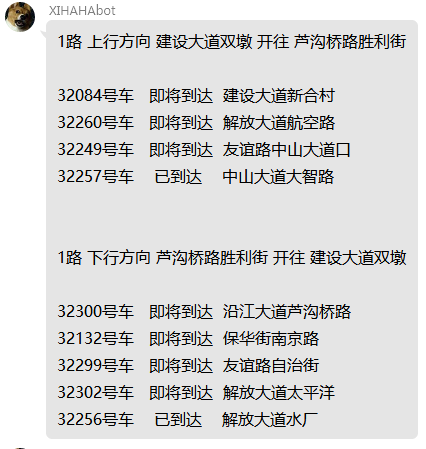 XIHAHAbot
1路 上行方向 建设大道双墩 开往 芦沟桥路胜利街
32084号车 即将到达 建设大道新合村
32260号车 即将到达 解放大道航空路
32249号车 即将到达 友谊路中山大道口
32257号车 已到达 中山大道大智路
1路 下行方向 芦沟桥路胜利街 开往 建设大道双墩
32300号车 即将到达 沿江大道芦沟桥路
32132号车 即将到达 保华街南京路
32299号车 即将到达 友谊路自治街
32302号车 即将到达 解放大道太平洋
32256号车 已到达 解放大道水厂